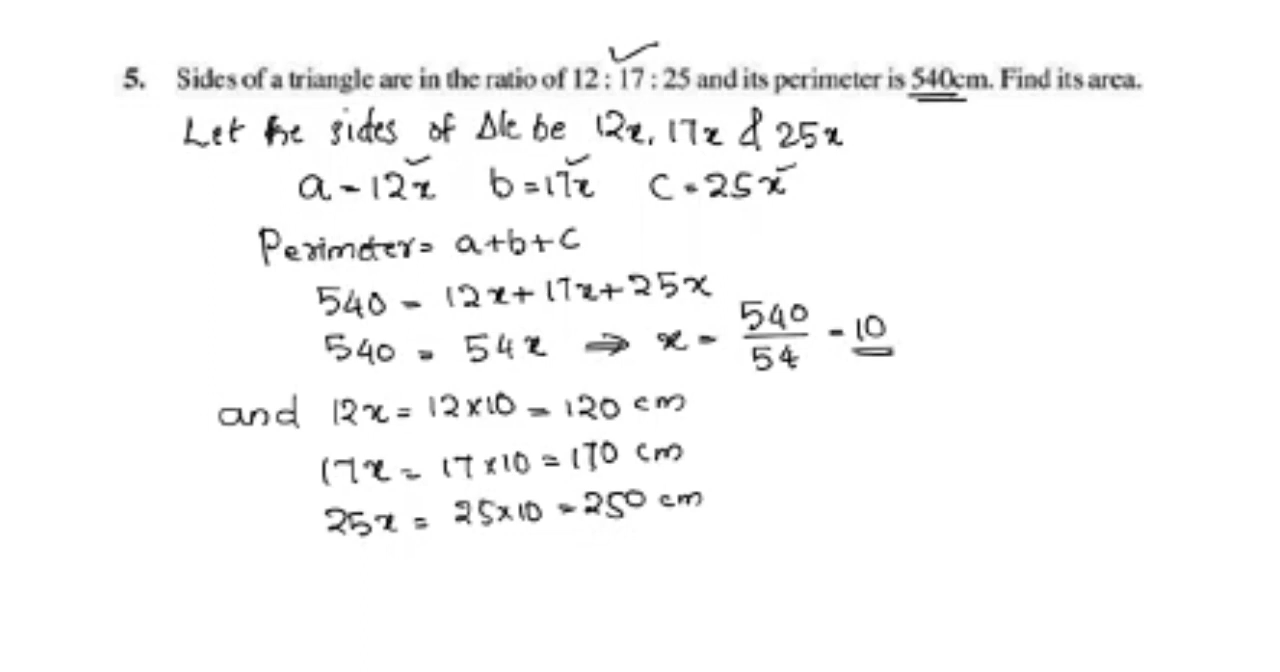 5. Sides of a triangle are in the ratio of 12 : 17 : 25 and its perimeter is 540cm. Find its area.
Let the sides of Δle be 12x, 17x & 25x
a = 12x b = 17x c = 25x
Perimeter = a+b+c
540 = 12x + 17x + 25x
540 = 54x ⇒ x = 540/54 = 10
and 12x = 12×10 = 120 cm
17x = 17×10 = 170 cm
25x = 25×10 = 250 cm